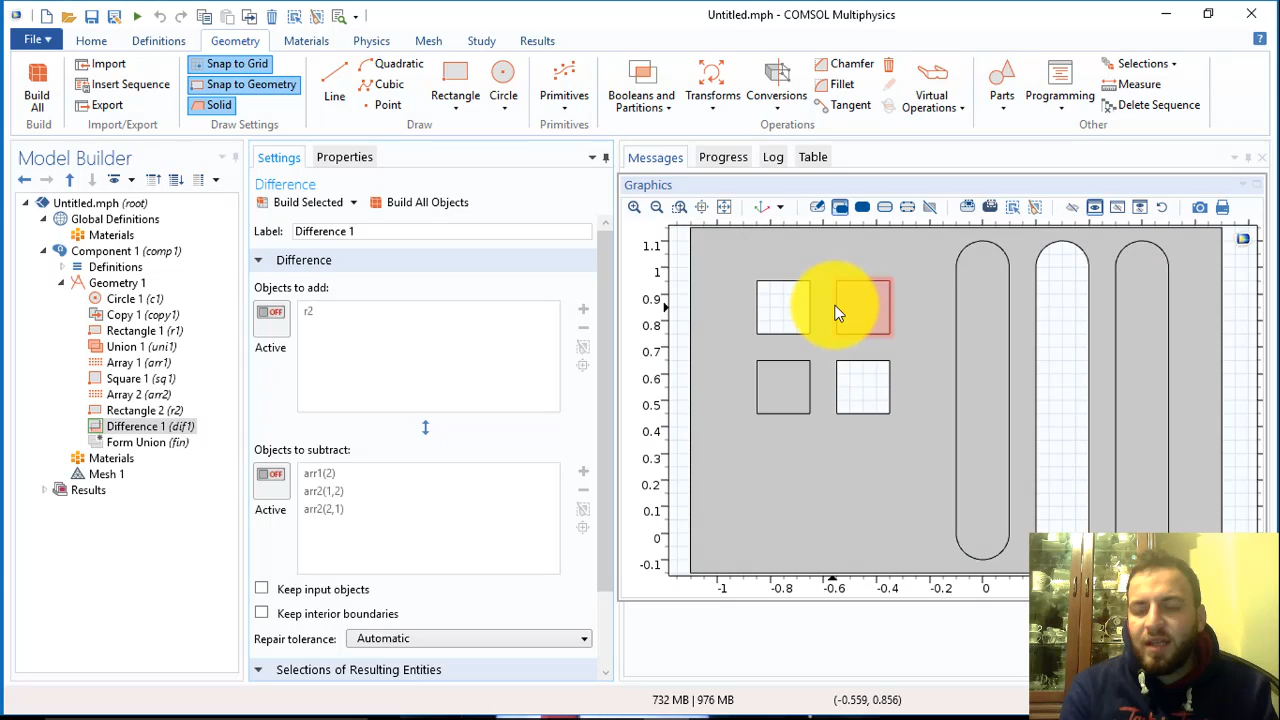 Untitled.mph - COMSOL Multiphysics
File
Home
Definitions
Geometry
Materials
Physics
Mesh
Study
Results
?
Build All
Import
Insert Sequence
Export
Snap to Grid
Snap to Geometry
Solid
Line
Quadratic
Cubic
Point
Rectangle
Circle
Primitives
Booleans and Partitions
Transforms
Conversions
Chamfer
Fillet
Tangent
Virtual Operations
Parts
Programming
Selections
Measure
Delete Sequence
Build
Import/Export
Draw Settings
Draw
Primitives
Operations
Other
Model Builder
Untitled.mph (root)
Global Definitions
Materials
Component 1 (comp1)
Definitions
Geometry 1
Circle 1 (c1)
Copy 1 (copy1)
Rectangle 1 (r1)
Union 1 (uni1)
Array 1 (arr1)
Square 1 (sq1)
Array 2 (arr2)
Rectangle 2 (r2)
Difference 1 (dif1)
Form Union (fin)
Materials
Mesh 1
Results
Settings
Properties
Difference
Build Selected
Build All Objects
Label:
Difference 1
Difference
Objects to add:
OFF
Active
r2
Objects to subtract:
OFF
Active
arr1(2)
arr2(1,2)
arr2(2,1)
Keep input objects
Keep interior boundaries
Repair tolerance:
Automatic
Selections of Resulting Entities
Messages
Progress
Log
Table
Graphics
1.1
1
0.9
0.8
0.7
0.6
0.5
0.4
0.3
0.2
0.1
0
-0.1
-1
-0.8
-0.6
-0.4
-0.2
0
732 MB | 976 MB
(-0.559, 0.856)